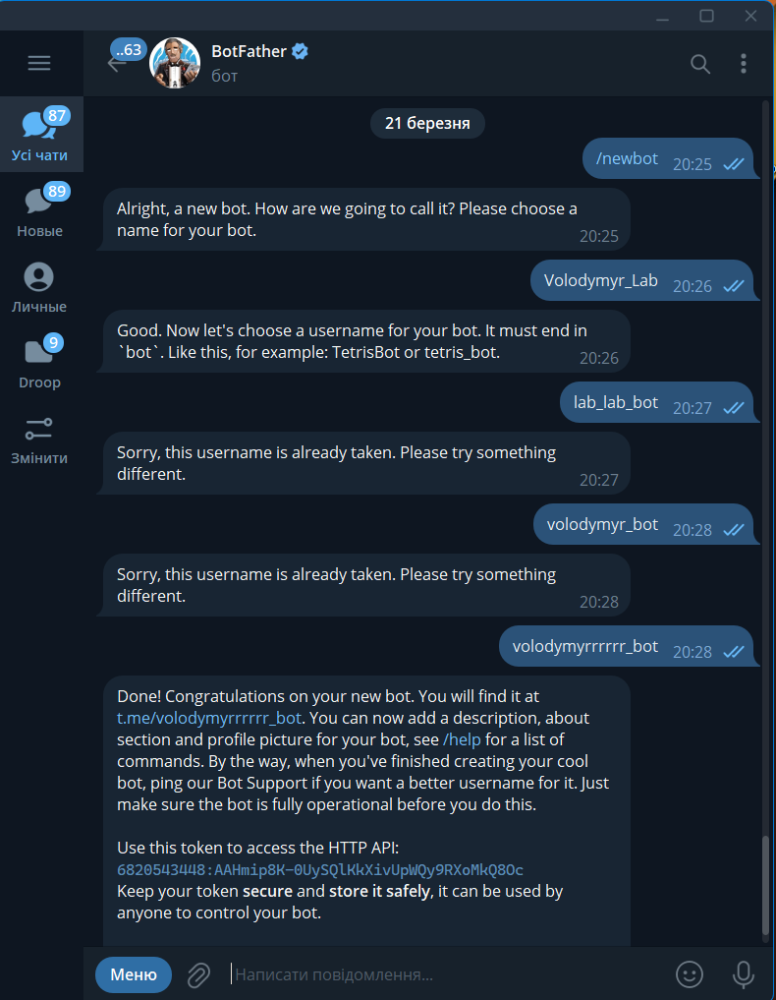 ..63
BotFather
бот
87
Усі чати
89
Новые
Личные
9
Droop
Змінити
21 березня
/newbot 20:25
Alright, a new bot. How are we going to call it? Please choose a
name for your bot.
20:25
Volodymyr_Lab 20:26
Good. Now let's choose a username for your bot. It must end in
`bot`. Like this, for example: TetrisBot or tetris_bot.
20:26
lab_lab_bot 20:27
Sorry, this username is already taken. Please try something
different.
20:27
volodymyr_bot 20:28
Sorry, this username is already taken. Please try something
different.
20:28
volodymyrrrrrr_bot 20:28
Done! Congratulations on your new bot. You will find it at
t.me/volodymyrrrrrr_bot. You can now add a description, about
section and profile picture for your bot, see /help for a list of
commands. By the way, when you've finished creating your cool
bot, ping our Bot Support if you want a better username for it. Just
make sure the bot is fully operational before you do this.
Use this token to access the HTTP API:
6820543448:AAHmip8K-0UySQlKkXivUpWQy9RXoMkQ8Oc
Keep your token secure and store it safely, it can be used by
anyone to control your bot.
Меню
Написати повідомлення...